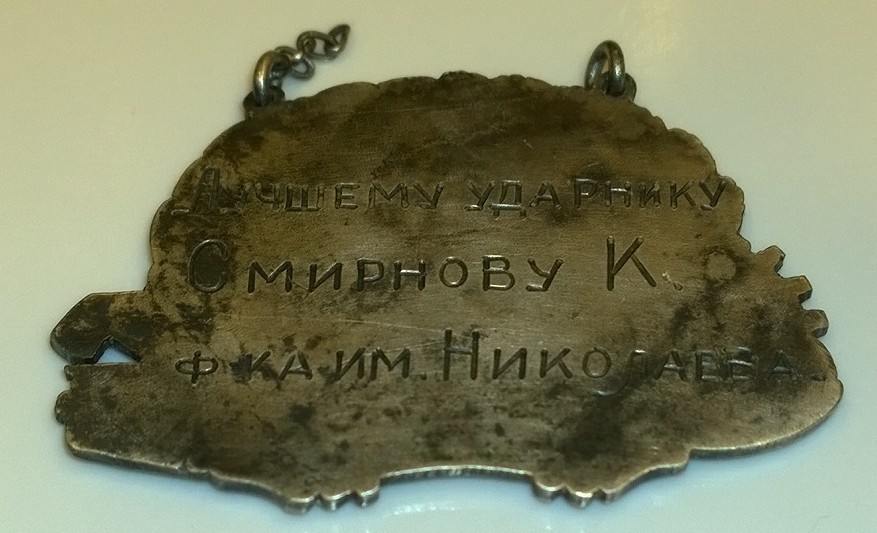 Лучшему ударнику
Смирнову К.
ф-ка им. Николаева